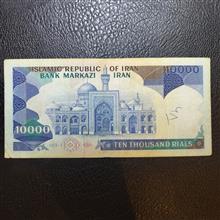 ISLAMIC REPUBLIC OF IRAN
BANK MARKAZI IRAN
10000
10000
TEN THOUSAND RIALS